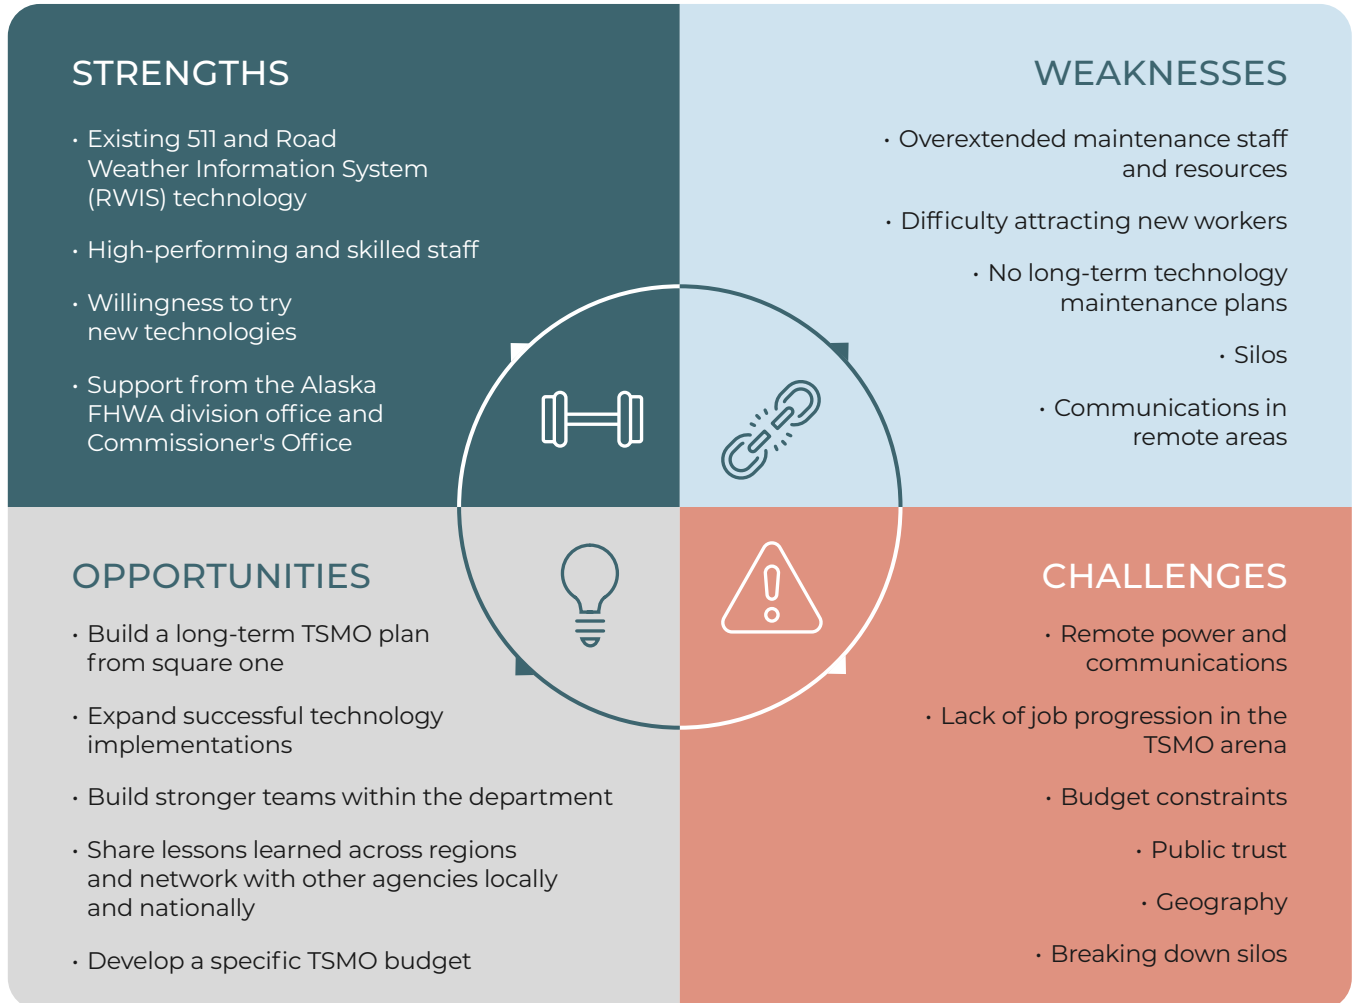 STRENGTHS
· Existing 511 and Road
Weather Information System
(RWIS) technology
· High-performing and skilled staff
· Willingness to try
new technologies
· Support from the Alaska
FHWA division office and
Commissioner's Office
WEAKNESSES
· Overextended maintenance staff
and resources
· Difficulty attracting new workers
· No long-term technology
maintenance plans
· Silos
· Communications in
remote areas
OPPORTUNITIES
· Build a long-term TSMO plan
from square one
· Expand successful technology
implementations
· Build stronger teams within the department
· Share lessons learned across regions
and network with other agencies locally
and nationally
· Develop a specific TSMO budget
CHALLENGES
· Remote power and
communications
· Lack of job progression in the
TSMO arena
· Budget constraints
· Public trust
· Geography
· Breaking down silos